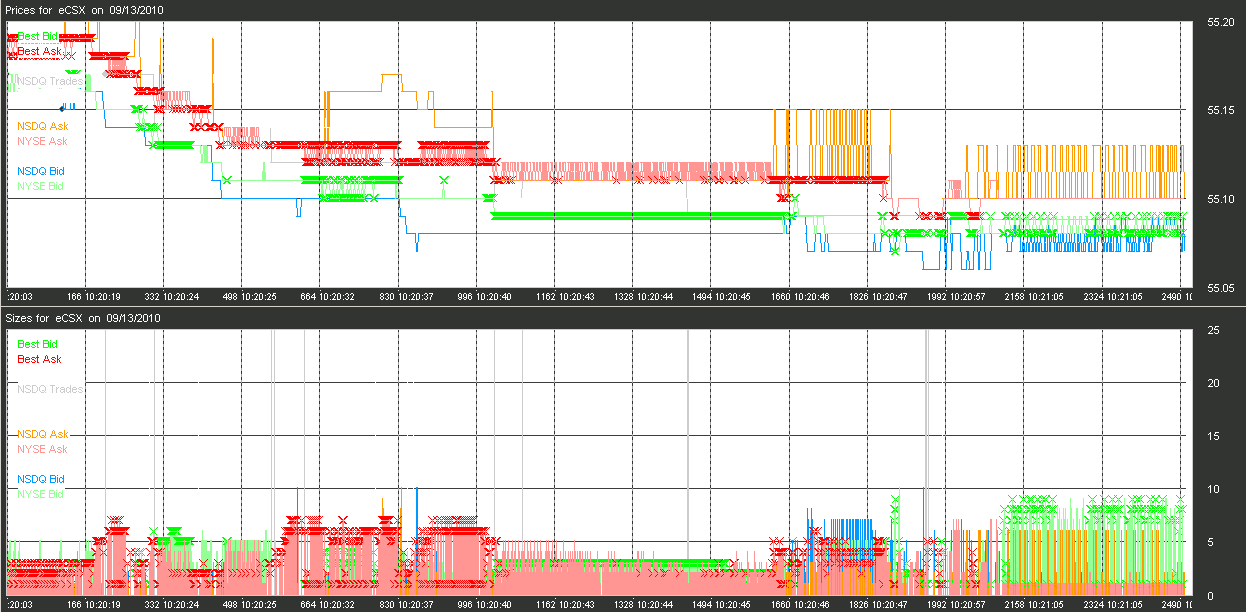 Prices for eCSX on 09/13/2010
Best Bid
Best Ask
NSDQ Trades
NSDQ Ask
NYSE Ask
NSDQ Bid
NYSE Bid
55.20
55.15
55.10
55.05
:20:03 166 10:20:19 332 10:20:24 498 10:20:25 664 10:20:32 830 10:20:37 996 10:20:40 1162 10:20:43 1328 10:20:44 1494 10:20:45 1660 10:20:46 1826 10:20:47 1992 10:20:57 2158 10:21:05 2324 10:21:05 2490 10
Sizes for eCSX on 09/13/2010
Best Bid
Best Ask
NSDQ Trades
NSDQ Ask
NYSE Ask
NSDQ Bid
NYSE Bid
25
20
15
10
5
0
:20:03 166 10:20:19 332 10:20:24 498 10:20:25 664 10:20:32 830 10:20:37 996 10:20:40 1162 10:20:43 1328 10:20:44 1494 10:20:45 1660 10:20:46 1826 10:20:47 1992 10:20:57 2158 10:21:05 2324 10:21:05 2490 10